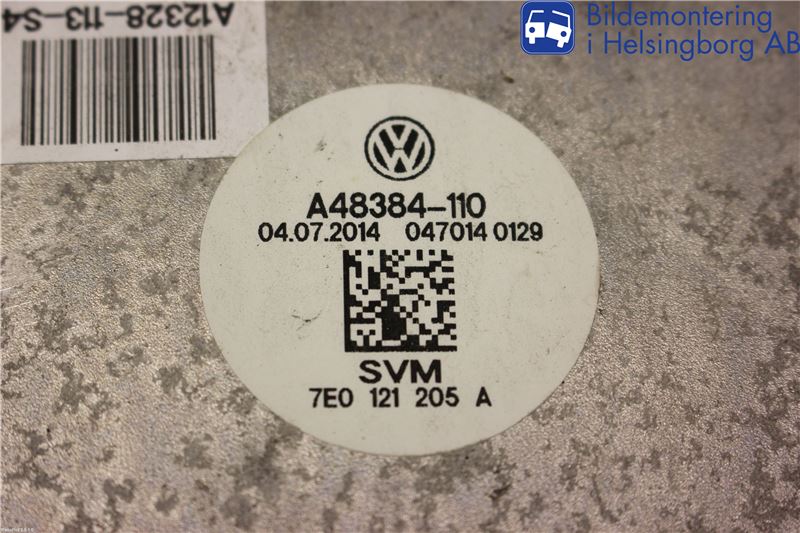 A12328-113-S4
Bildemontering
i Helsingborg AB
A48384-110
04.07.2014 047014 0129
SVM
7E0 121 205 A